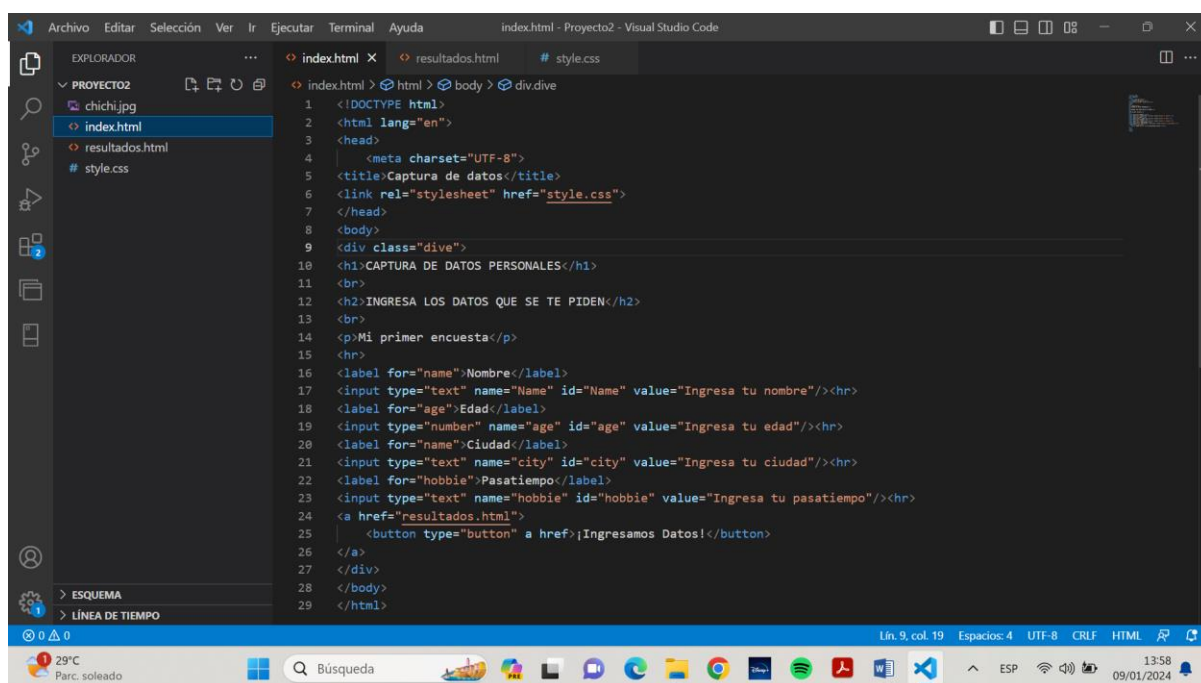 Archivo Editar Selección Ver Ir Ejecutar Terminal Ayuda index.html - Proyecto2 - Visual Studio Code
EXPLORADOR ...
PROYECTO2
chichi.jpg
index.html
resultados.html
# style.css
index.html X resultados.html # style.css
index.html > html > body > div.dive
1 <!DOCTYPE html>
2 <html lang="en">
3 <head>
4 <meta charset="UTF-8">
5 <title>Captura de datos</title>
6 <link rel="stylesheet" href="style.css">
7 </head>
8 <body>
9 <div class="dive">
10 <h1>CAPTURA DE DATOS PERSONALES</h1>
11 <br>
12 <h2>INGRESA LOS DATOS QUE SE TE PIDEN</h2>
13 <br>
14 <p>Mi primer encuesta</p>
15 <hr>
16 <label for="name">Nombre</label>
17 <input type="text" name="Name" id="Name" value="Ingresa tu nombre"/><hr>
18 <label for="age">Edad</label>
19 <input type="number" name="age" id="age" value="Ingresa tu edad"/><hr>
20 <label for="name">Ciudad</label>
21 <input type="text" name="city" id="city" value="Ingresa tu ciudad"/><hr>
22 <label for="hobbie">Pasatiempo</label>
23 <input type="text" name="hobbie" id="hobbie" value="Ingresa tu pasatiempo"/><hr>
24 <a href="resultados.html">
25 <button type="button" a href>¡Ingresamos Datos!</button>
26 </a>
27 </div>
28 </body>
29 </html>
2
1
> ESQUEMA
> LÍNEA DE TIEMPO
0 0 Lín. 9, col. 19 Espacios: 4 UTF-8 CRLF HTML
1 29°C
Parc. soleado
Búsqueda
PRE
ESP
13:58
09/01/2024